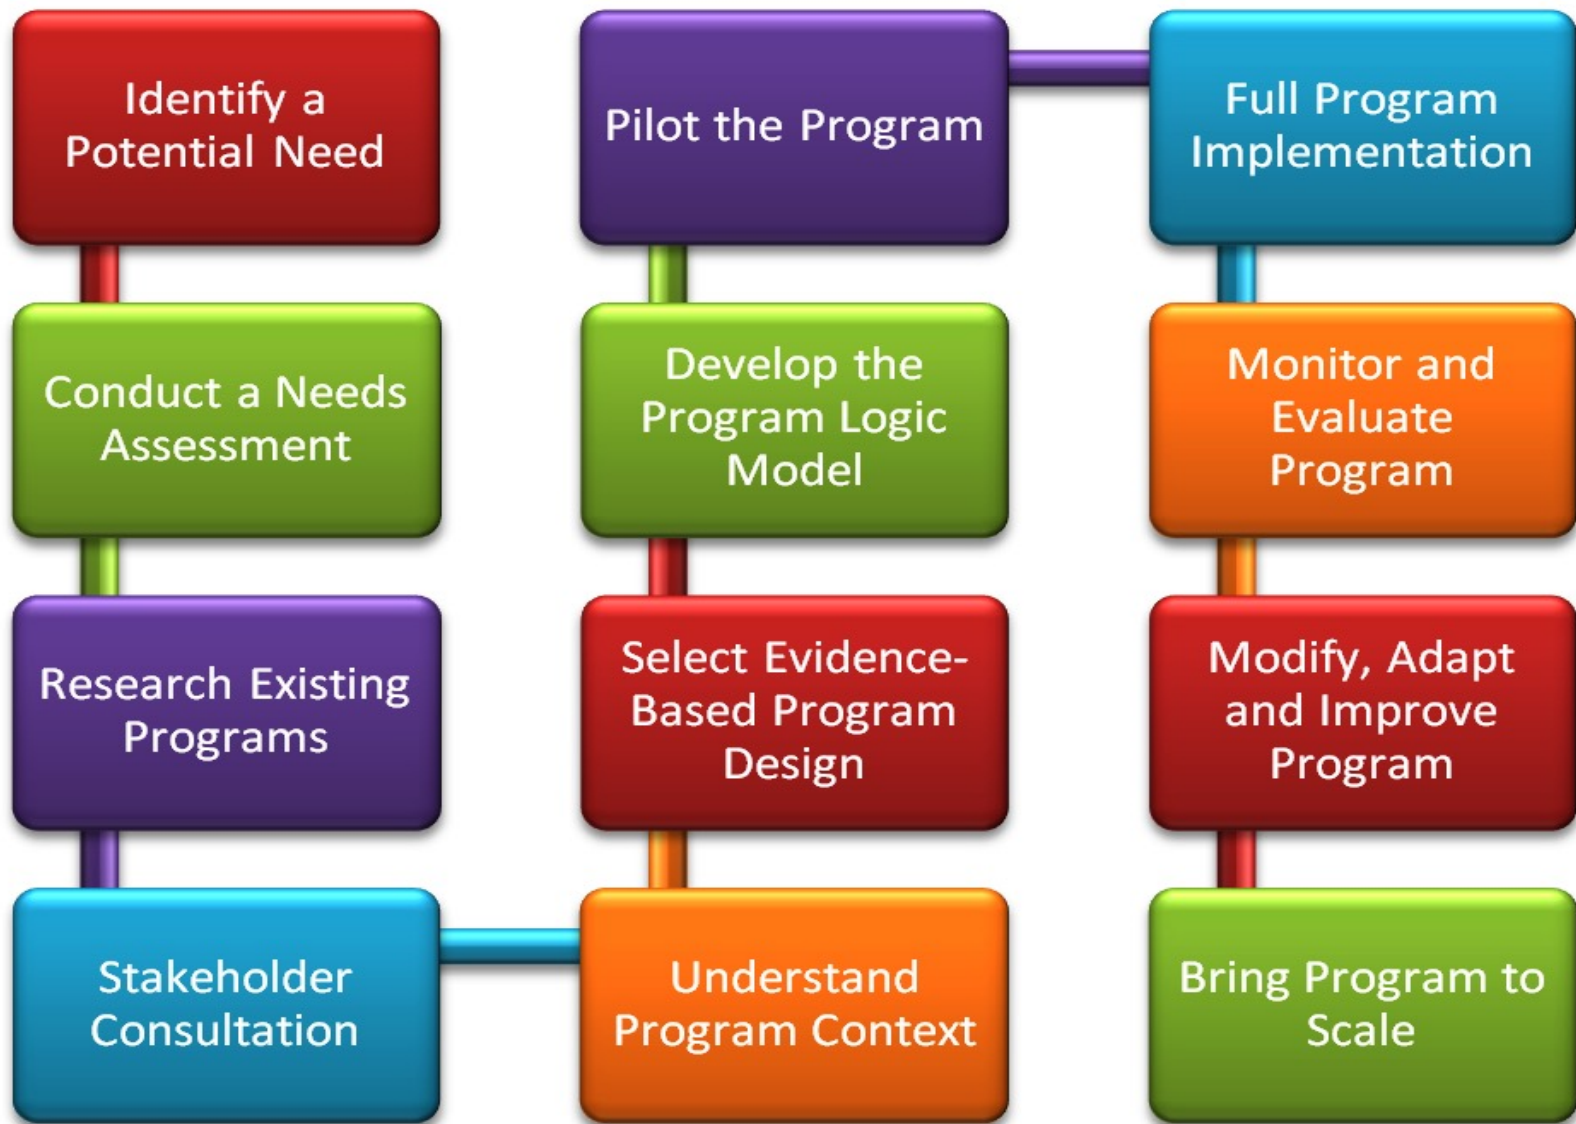 Identify a
Potential Need
Conduct a Needs
Assessment
Research Existing
Programs
Stakeholder
Consultation
Understand
Program Context
Select Evidence-
Based Program
Design
Develop the
Program Logic
Model
Pilot the Program
Full Program
Implementation
Monitor and
Evaluate
Program
Modify, Adapt
and Improve
Program
Bring Program to
Scale